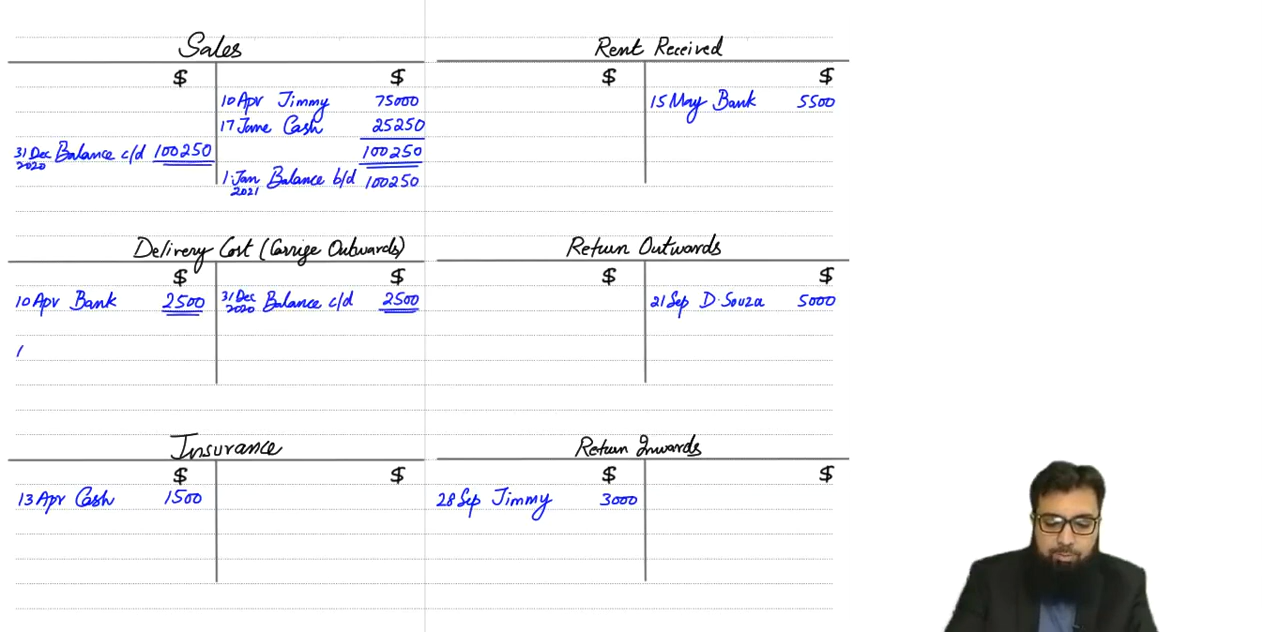 Sales
$ $
10 Apr Jimmy 75000
17 June Cash 25250
31 Dec 2020 Balance c/d 100250 100250
1 Jan 2021 Balance b/d 100250
Rent Received
$ $
15 May Bank 5500
Delivery Cost (Carrige Outwards)
$ $
10 Apr Bank 2500 31 Dec 2020 Balance c/d 2500
1
Return Outwards
$ $
21 Sep D. Souza 5000
Insurance
$ $
13 Apr Cash 1500
Return Inwards
$ $
28 Sep Jimmy 3000